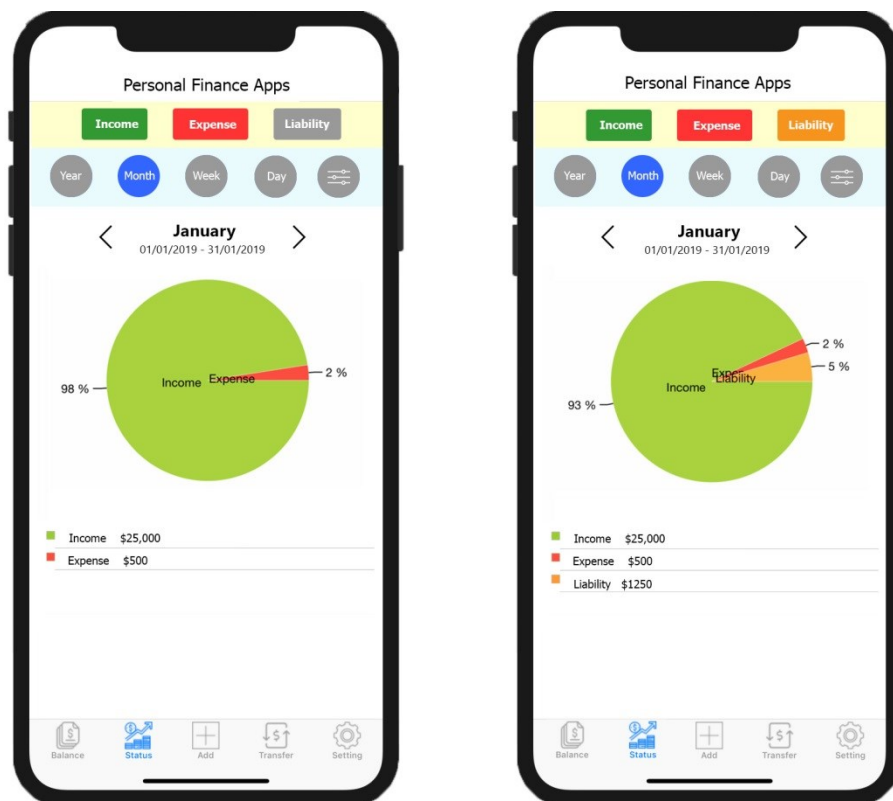 Personal Finance Apps
Income Expense Liability
Year Month Week Day
January
01/01/2019 - 31/01/2019
98 %
Income
Expense
2 %
Income $25,000
Expense $500
Balance Status Add Transfer Setting
Personal Finance Apps
Income Expense Liability
Year Month Week Day
January
01/01/2019 - 31/01/2019
2 %
5 %
Exper
Liability
Income
93 %
Income $25,000
Expense $500
Liability $1250
Balance Status Add Transfer Setting